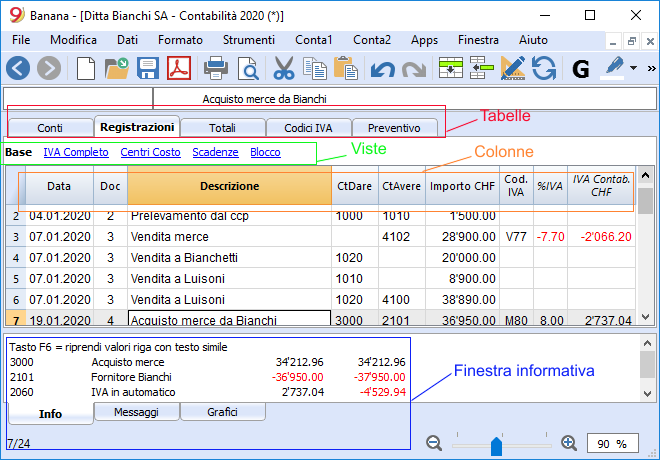 Banana - [Ditta Bianchi SA - Contabilità 2020 (*)]
File Modifica Dati Formato Strumenti Conta1 Conta2 Apps Finestra Aiuto
G
Acquisto merce da Bianchi
Tabelle
Conti Registrazioni Totali Codici IVA Preventivo
Viste
Base IVA Completo Centri Costo Scadenze Blocco
Colonne
Data Doc Descrizione CtDare CtAvere Importo CHF Cod. IVA %IVA IVA Contab. CHF
2 04.01.2020 2 Prelevamento dal ccp 1000 1010 1'500.00
3 07.01.2020 3 Vendita merce 4102 28'900.00 V77 -7.70 -2'066.20
4 07.01.2020 3 Vendita a Bianchetti 1020 20'000.00
5 07.01.2020 3 Vendita a Luisoni 1010 8'900.00
6 07.01.2020 3 Vendita a Luisoni 1020 4100 38'890.00
7 19.01.2020 4 Acquisto merce da Bianchi 3000 2101 36'950.00 M80 8.00 2'737.04
Tasto F6 = riprendi valori riga con testo simile
3000 Acquisto merce 34'212.96 34'212.96
2101 Fornitore Bianchi -36'950.00 -37'950.00
2060 IVA in automatico 2'737.04 -4'529.94
Finestra informativa
Info Messaggi Grafici
7/24
90 %